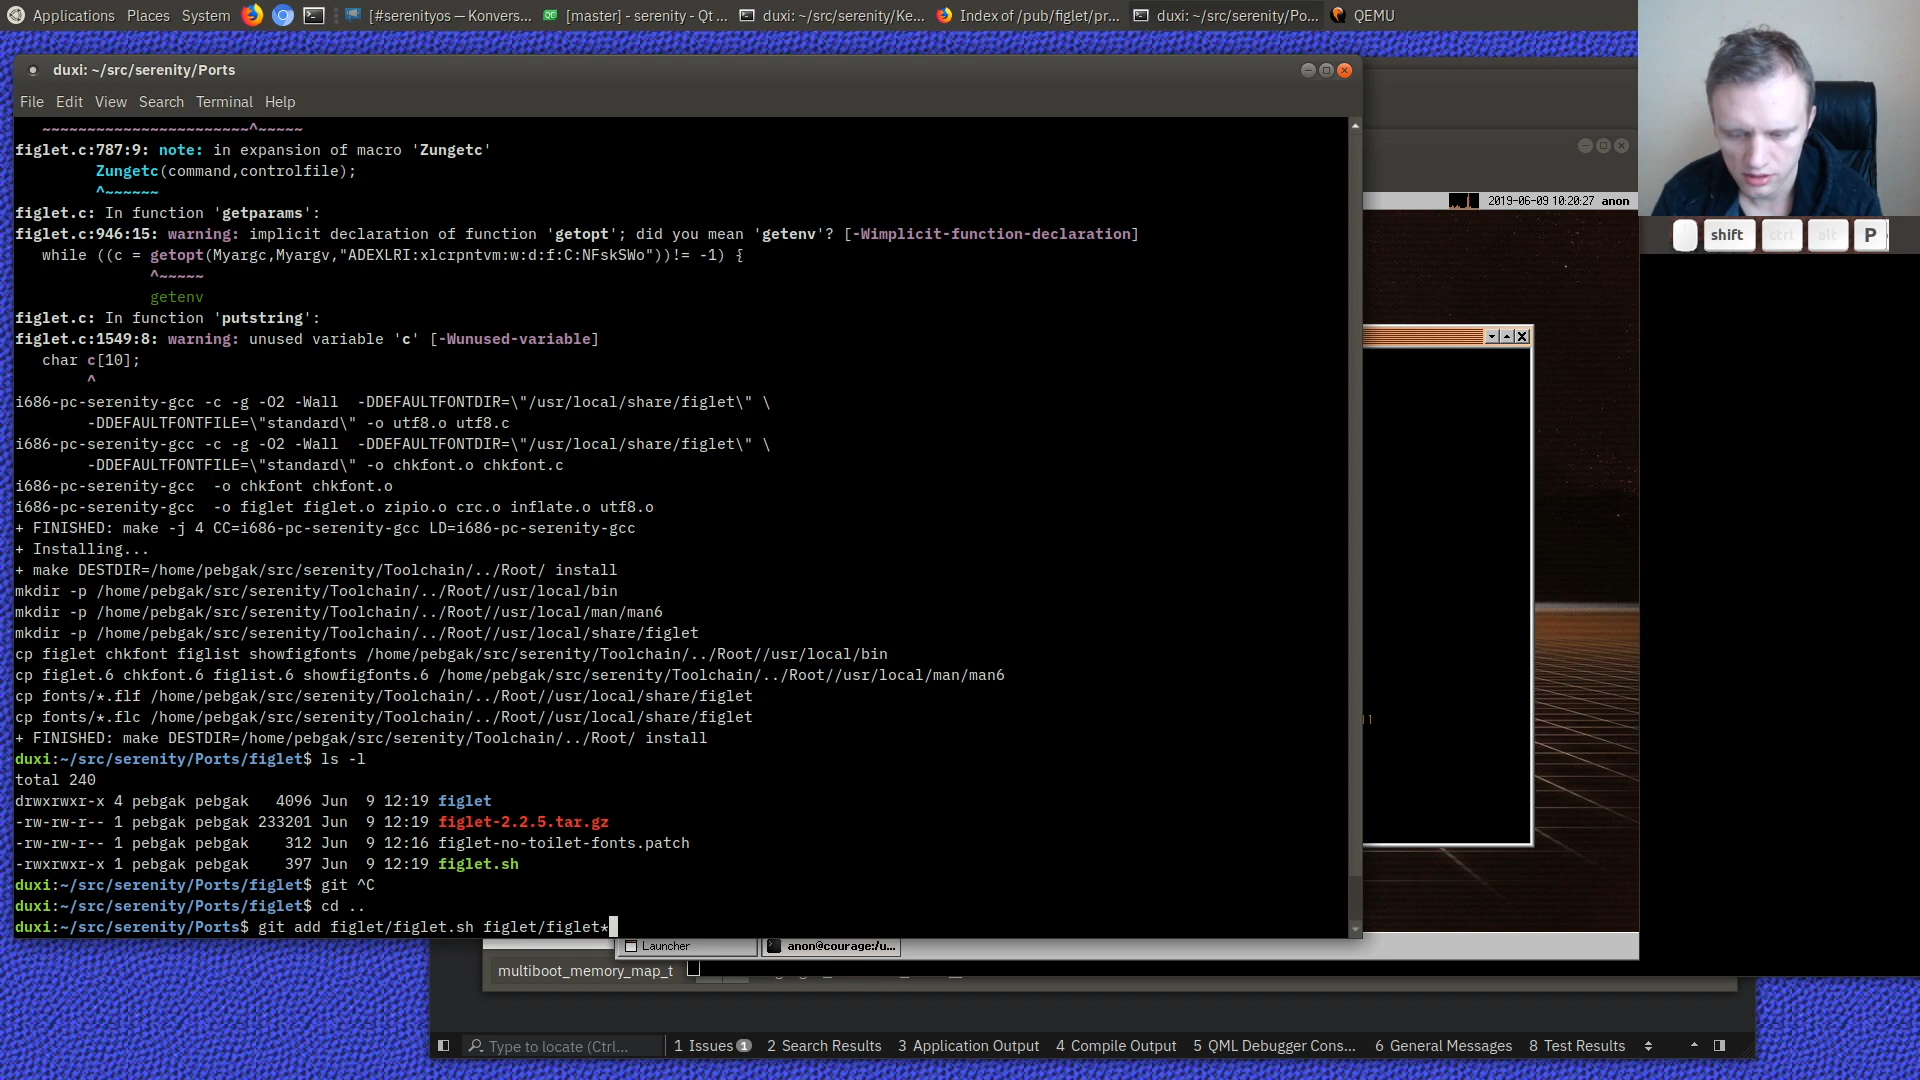 Applications Places System [#serenityos — Konvers... [master] - serenity - Qt ... duxi: ~/src/serenity/Ke... Index of /pub/figlet/pr... duxi: ~/src/serenity/Po... QEMU
duxi: ~/src/serenity/Ports
File Edit View Search Terminal Help
~~~~~~~~~~~~~~~~~~~~~~~^~~~~~
figlet.c:787:9: note: in expansion of macro 'Zungetc'
Zungetc(command,controlfile);
^~~~~~~
figlet.c: In function 'getparams':
figlet.c:946:15: warning: implicit declaration of function 'getopt'; did you mean 'getenv'? [-Wimplicit-function-declaration]
while ((c = getopt(Myargc,Myargv,"ADEXLRI:xlcrpntvm:w:d:f:C:NFskSWo"))!= -1) {
^~~~~~
getenv
figlet.c: In function 'putstring':
figlet.c:1549:8: warning: unused variable 'c' [-Wunused-variable]
char c[10];
^
i686-pc-serenity-gcc -c -g -O2 -Wall  -DDEFAULTFONTDIR=\"/usr/local/share/figlet\" \
-DDEFAULTFONTFILE=\"standard\" -o utf8.o utf8.c
i686-pc-serenity-gcc -c -g -O2 -Wall  -DDEFAULTFONTDIR=\"/usr/local/share/figlet\" \
-DDEFAULTFONTFILE=\"standard\" -o chkfont.o chkfont.c
i686-pc-serenity-gcc  -o chkfont chkfont.o
i686-pc-serenity-gcc  -o figlet figlet.o zipio.o crc.o inflate.o utf8.o
+ FINISHED: make -j 4 CC=i686-pc-serenity-gcc LD=i686-pc-serenity-gcc
+ Installing...
+ make DESTDIR=/home/pebgak/src/serenity/Toolchain/../Root/ install
mkdir -p /home/pebgak/src/serenity/Toolchain/../Root//usr/local/bin
mkdir -p /home/pebgak/src/serenity/Toolchain/../Root//usr/local/man/man6
mkdir -p /home/pebgak/src/serenity/Toolchain/../Root//usr/local/share/figlet
cp figlet chkfont figlist showfigfonts /home/pebgak/src/serenity/Toolchain/../Root//usr/local/bin
cp figlet.6 chkfont.6 figlist.6 showfigfonts.6 /home/pebgak/src/serenity/Toolchain/../Root//usr/local/man/man6
cp fonts/*.flf /home/pebgak/src/serenity/Toolchain/../Root//usr/local/share/figlet
cp fonts/*.flc /home/pebgak/src/serenity/Toolchain/../Root//usr/local/share/figlet
+ FINISHED: make DESTDIR=/home/pebgak/src/serenity/Toolchain/../Root/ install
duxi:~/src/serenity/Ports/figlet$ ls -l
total 240
drwxrwxr-x 4 pebgak pebgak   4096 Jun  9 12:19 figlet
-rw-rw-r-- 1 pebgak pebgak 233201 Jun  9 12:19 figlet-2.2.5.tar.gz
-rw-rw-r-- 1 pebgak pebgak    312 Jun  9 12:16 figlet-no-toilet-fonts.patch
-rwxrwxr-x 1 pebgak pebgak    397 Jun  9 12:19 figlet.sh
duxi:~/src/serenity/Ports/figlet$ git ^C
duxi:~/src/serenity/Ports/figlet$ cd ..
duxi:~/src/serenity/Ports$ git add figlet/figlet.sh figlet/figlet*
shift ctrl alt P
2019-06-09 10:20:27 anon
Launcher anon@courage:/u...
multiboot_memory_map_t
Type to locate (Ctrl... 1 Issues 1 2 Search Results 3 Application Output 4 Compile Output 5 QML Debugger Cons... 6 General Messages 8 Test Results